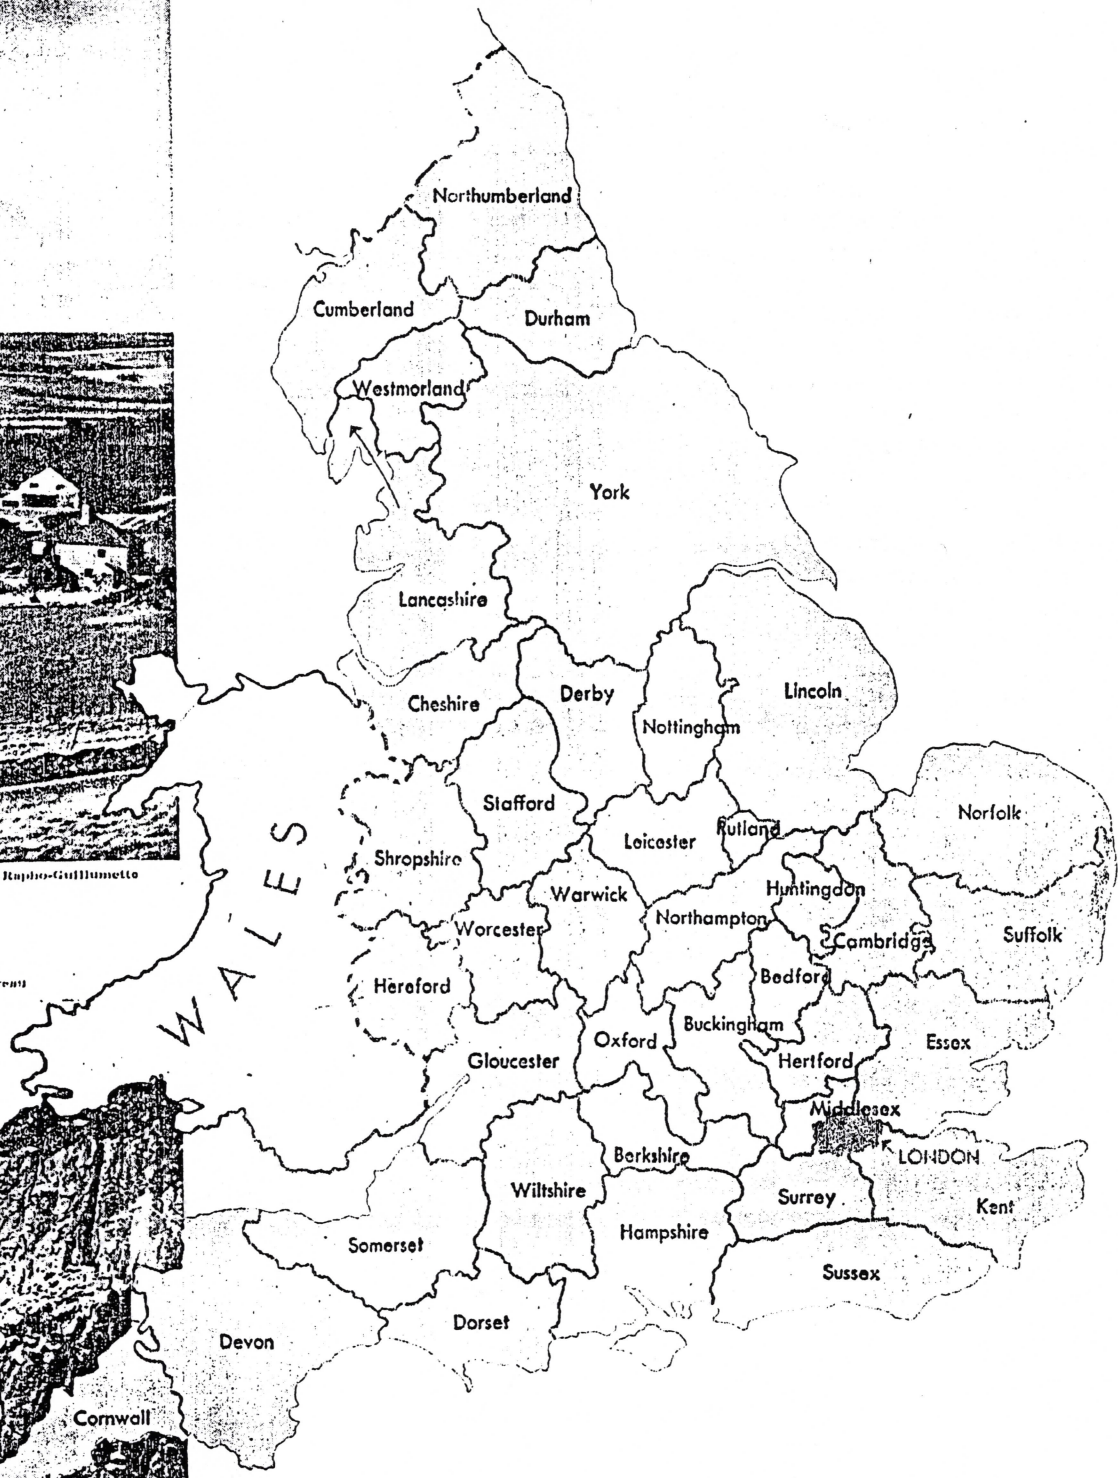 Northumberland
Cumberland
Durham
Westmorland
York
Lancashire
Cheshire
Derby
Lincoln
Nottingham
Stafford
Norfolk
Leicester
Rutland
Shropshire
Rapho-Guillumette
WALES
Warwick
Huntingdon
Northampton
Worcester
Cambridge
Suffolk
Hereford
Bedford
Buckingham
Oxford
Essex
Gloucester
Hertford
Middlesex
Berkshire
LONDON
Wiltshire
Surrey
Kent
Hampshire
Somerset
Sussex
Dorset
Devon
Cornwall